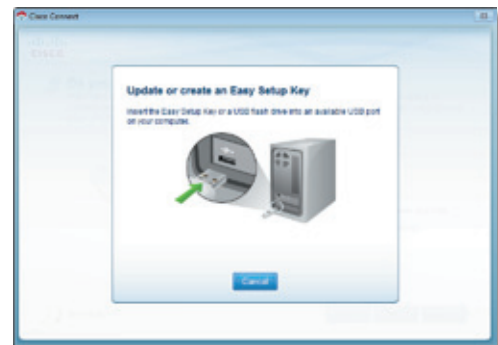 Cisco Connect
CISCO
Update or create an Easy Setup Key
Insert the Easy Setup Key or a USB flash drive into an available USB port
on your computer.
Cancel